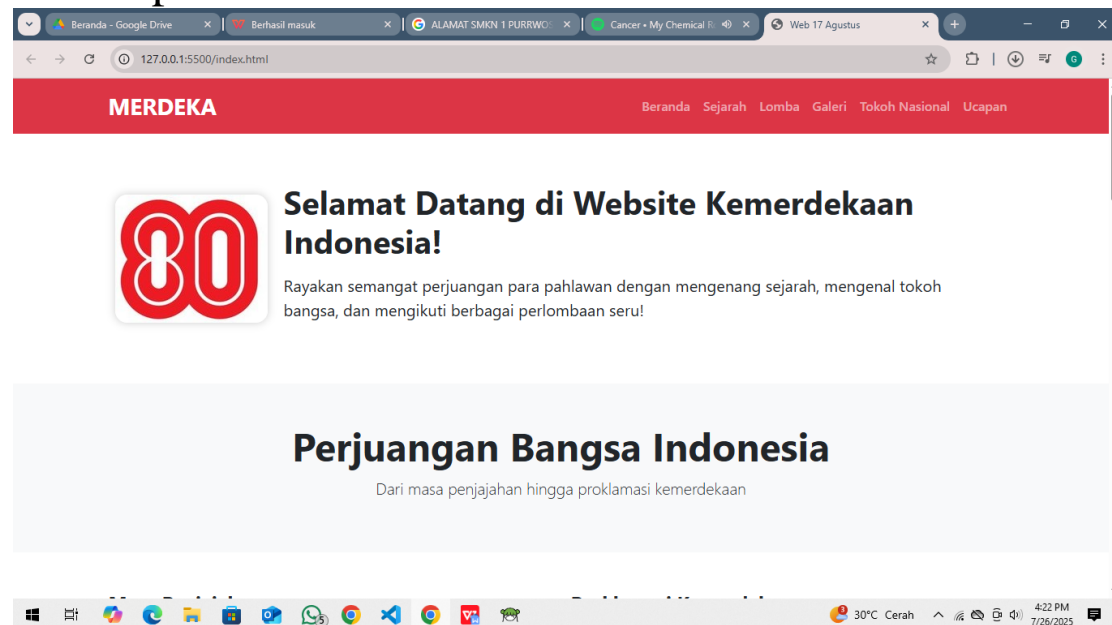 Beranda - Google Drive
Berhasil masuk
ALAMAT SMKN 1 PURRWO
Cancer • My Chemical R
Web 17 Agustus
127.0.0.1:5500/index.html
G
MERDEKA
Beranda Sejarah Lomba Galeri Tokoh Nasional Ucapan
80
Selamat Datang di Website Kemerdekaan
Indonesia!
Rayakan semangat perjuangan para pahlawan dengan mengenang sejarah, mengenal tokoh
bangsa, dan mengikuti berbagai perlombaan seru!
Perjuangan Bangsa Indonesia
Dari masa penjajahan hingga proklamasi kemerdekaan
30°C Cerah
4:22 PM
7/26/2025